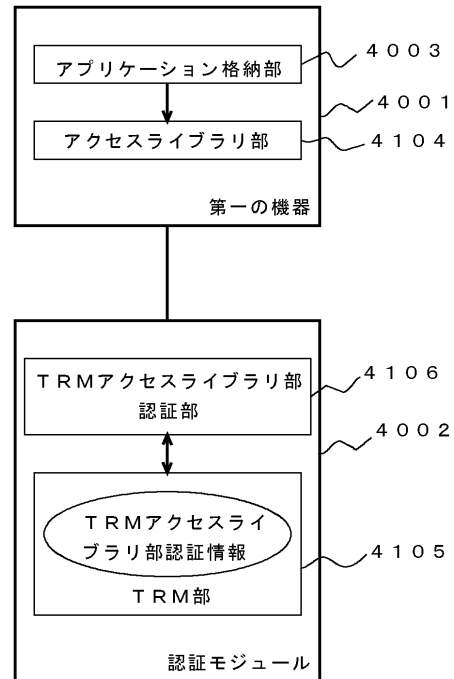 アプリケーション格納部
４００３
４００１
アクセスライブラリ部
４１０４
第一の機器
ＴＲＭアクセスライブラリ部
認証部
４１０６
４００２
ＴＲＭアクセスライ
ブラリ部認証情報
４１０５
ＴＲＭ部
認証モジュール